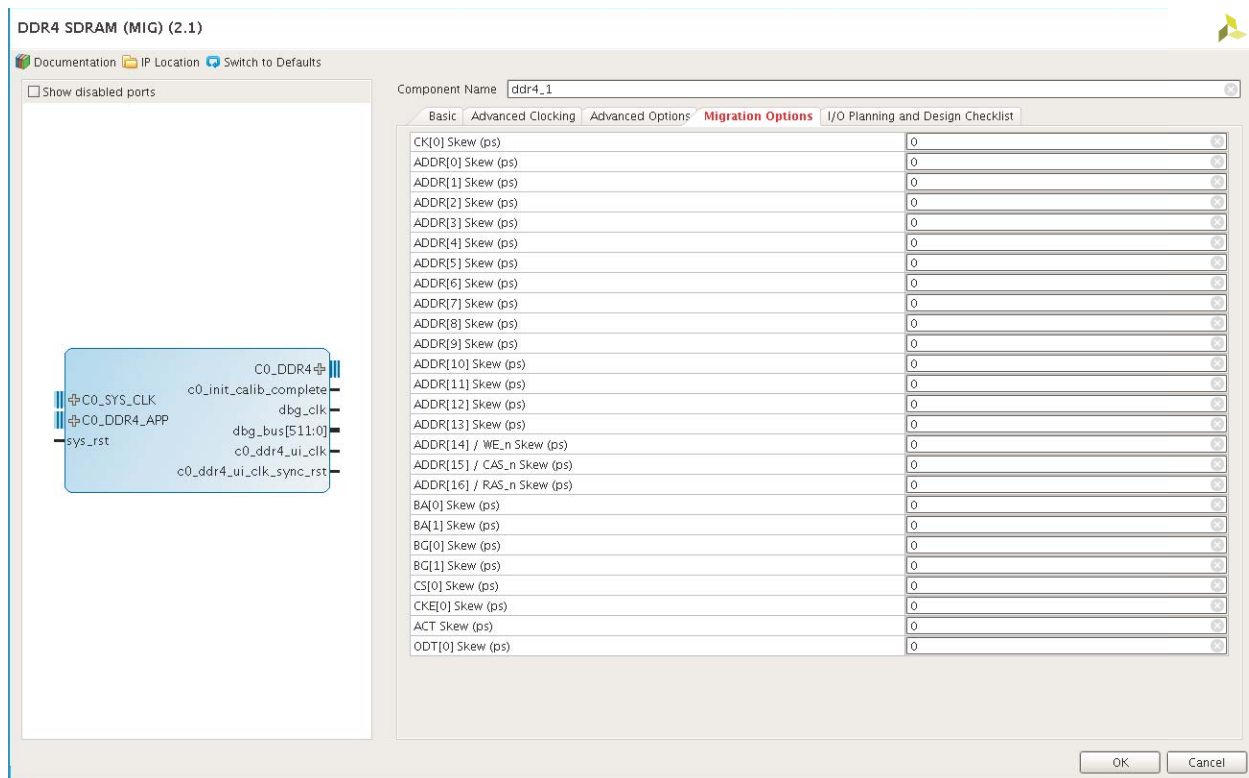 DDR4 SDRAM (MIG) (2.1)
Documentation IP Location Switch to Defaults
Show disabled ports
C0_SYS_CLK
C0_DDR4_APP
sys_rst
C0_DDR4
c0_init_calib_complete
dbg_clk
dbg_bus[511:0]
c0_ddr4_ui_clk
c0_ddr4_ui_clk_sync_rst
Component Name ddr4_1
Basic Advanced Clocking Advanced Options Migration Options I/O Planning and Design Checklist
CK[0] Skew (ps) 0
ADDR[0] Skew (ps) 0
ADDR[1] Skew (ps) 0
ADDR[2] Skew (ps) 0
ADDR[3] Skew (ps) 0
ADDR[4] Skew (ps) 0
ADDR[5] Skew (ps) 0
ADDR[6] Skew (ps) 0
ADDR[7] Skew (ps) 0
ADDR[8] Skew (ps) 0
ADDR[9] Skew (ps) 0
ADDR[10] Skew (ps) 0
ADDR[11] Skew (ps) 0
ADDR[12] Skew (ps) 0
ADDR[13] Skew (ps) 0
ADDR[14] / WE_n Skew (ps) 0
ADDR[15] / CAS_n Skew (ps) 0
ADDR[16] / RAS_n Skew (ps) 0
BA[0] Skew (ps) 0
BA[1] Skew (ps) 0
BG[0] Skew (ps) 0
BG[1] Skew (ps) 0
CS[0] Skew (ps) 0
CKE[0] Skew (ps) 0
ACT Skew (ps) 0
ODT[0] Skew (ps) 0
OK Cancel